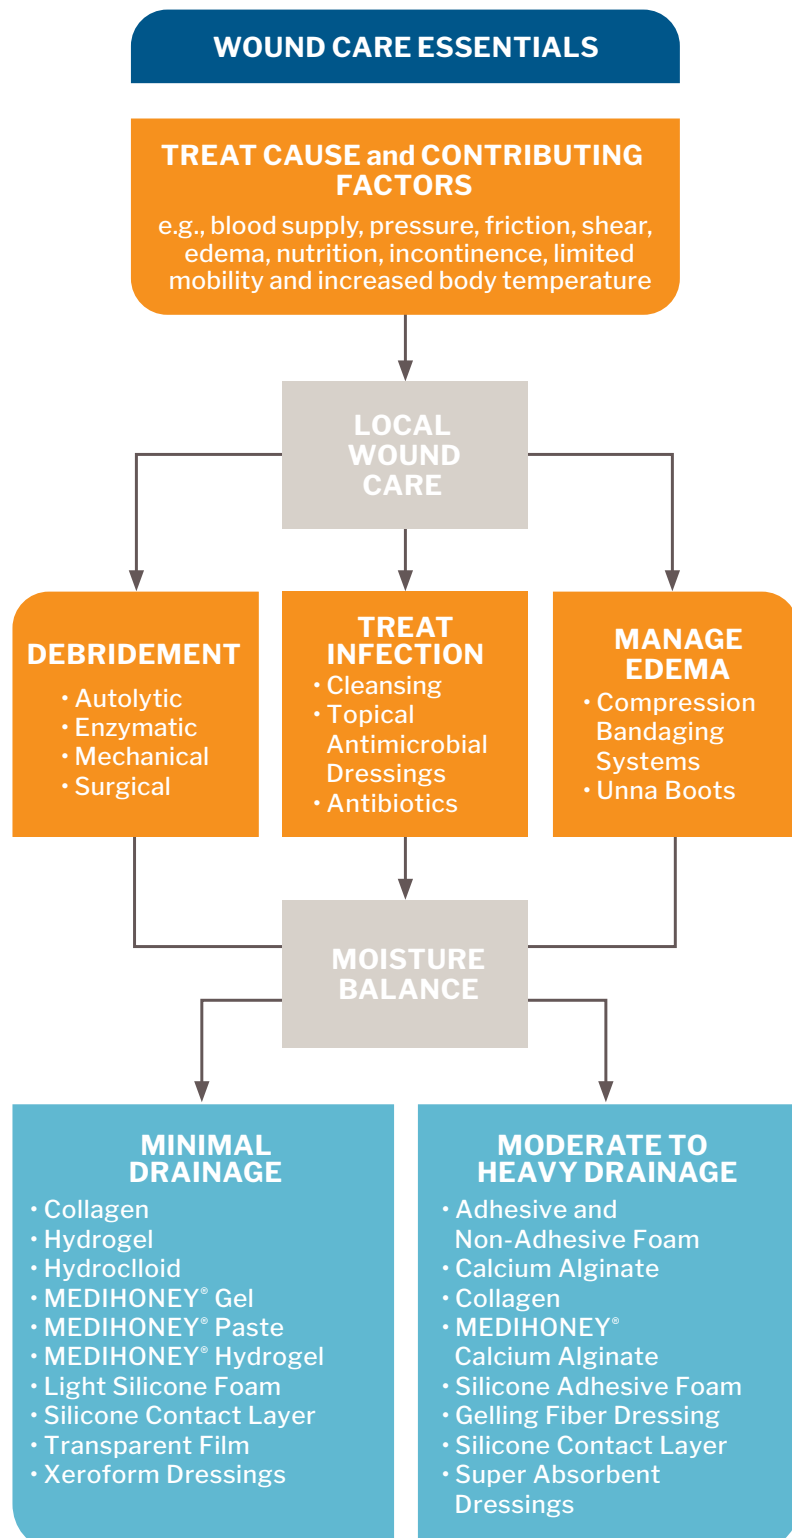 WOUND CARE ESSENTIALS
TREAT CAUSE and CONTRIBUTING
FACTORS
e.g., blood supply, pressure, friction, shear,
edema, nutrition, incontinence, limited
mobility and increased body temperature
LOCAL
WOUND
CARE
DEBRIDEMENT
• Autolytic
• Enzymatic
• Mechanical
• Surgical
TREAT
INFECTION
• Cleansing
• Topical
Antimicrobial
Dressings
• Antibiotics
MANAGE
EDEMA
• Compression
Bandaging
Systems
• Unna Boots
MOISTURE
BALANCE
MINIMAL
DRAINAGE
• Collagen
• Hydrogel
• Hydroclloid
• MEDIHONEY® Gel
• MEDIHONEY® Paste
• MEDIHONEY® Hydrogel
• Light Silicone Foam
• Silicone Contact Layer
• Transparent Film
• Xeroform Dressings
MODERATE TO
HEAVY DRAINAGE
• Adhesive and
Non-Adhesive Foam
• Calcium Alginate
• Collagen
• MEDIHONEY®
Calcium Alginate
• Silicone Adhesive Foam
• Gelling Fiber Dressing
• Silicone Contact Layer
• Super Absorbent
Dressings